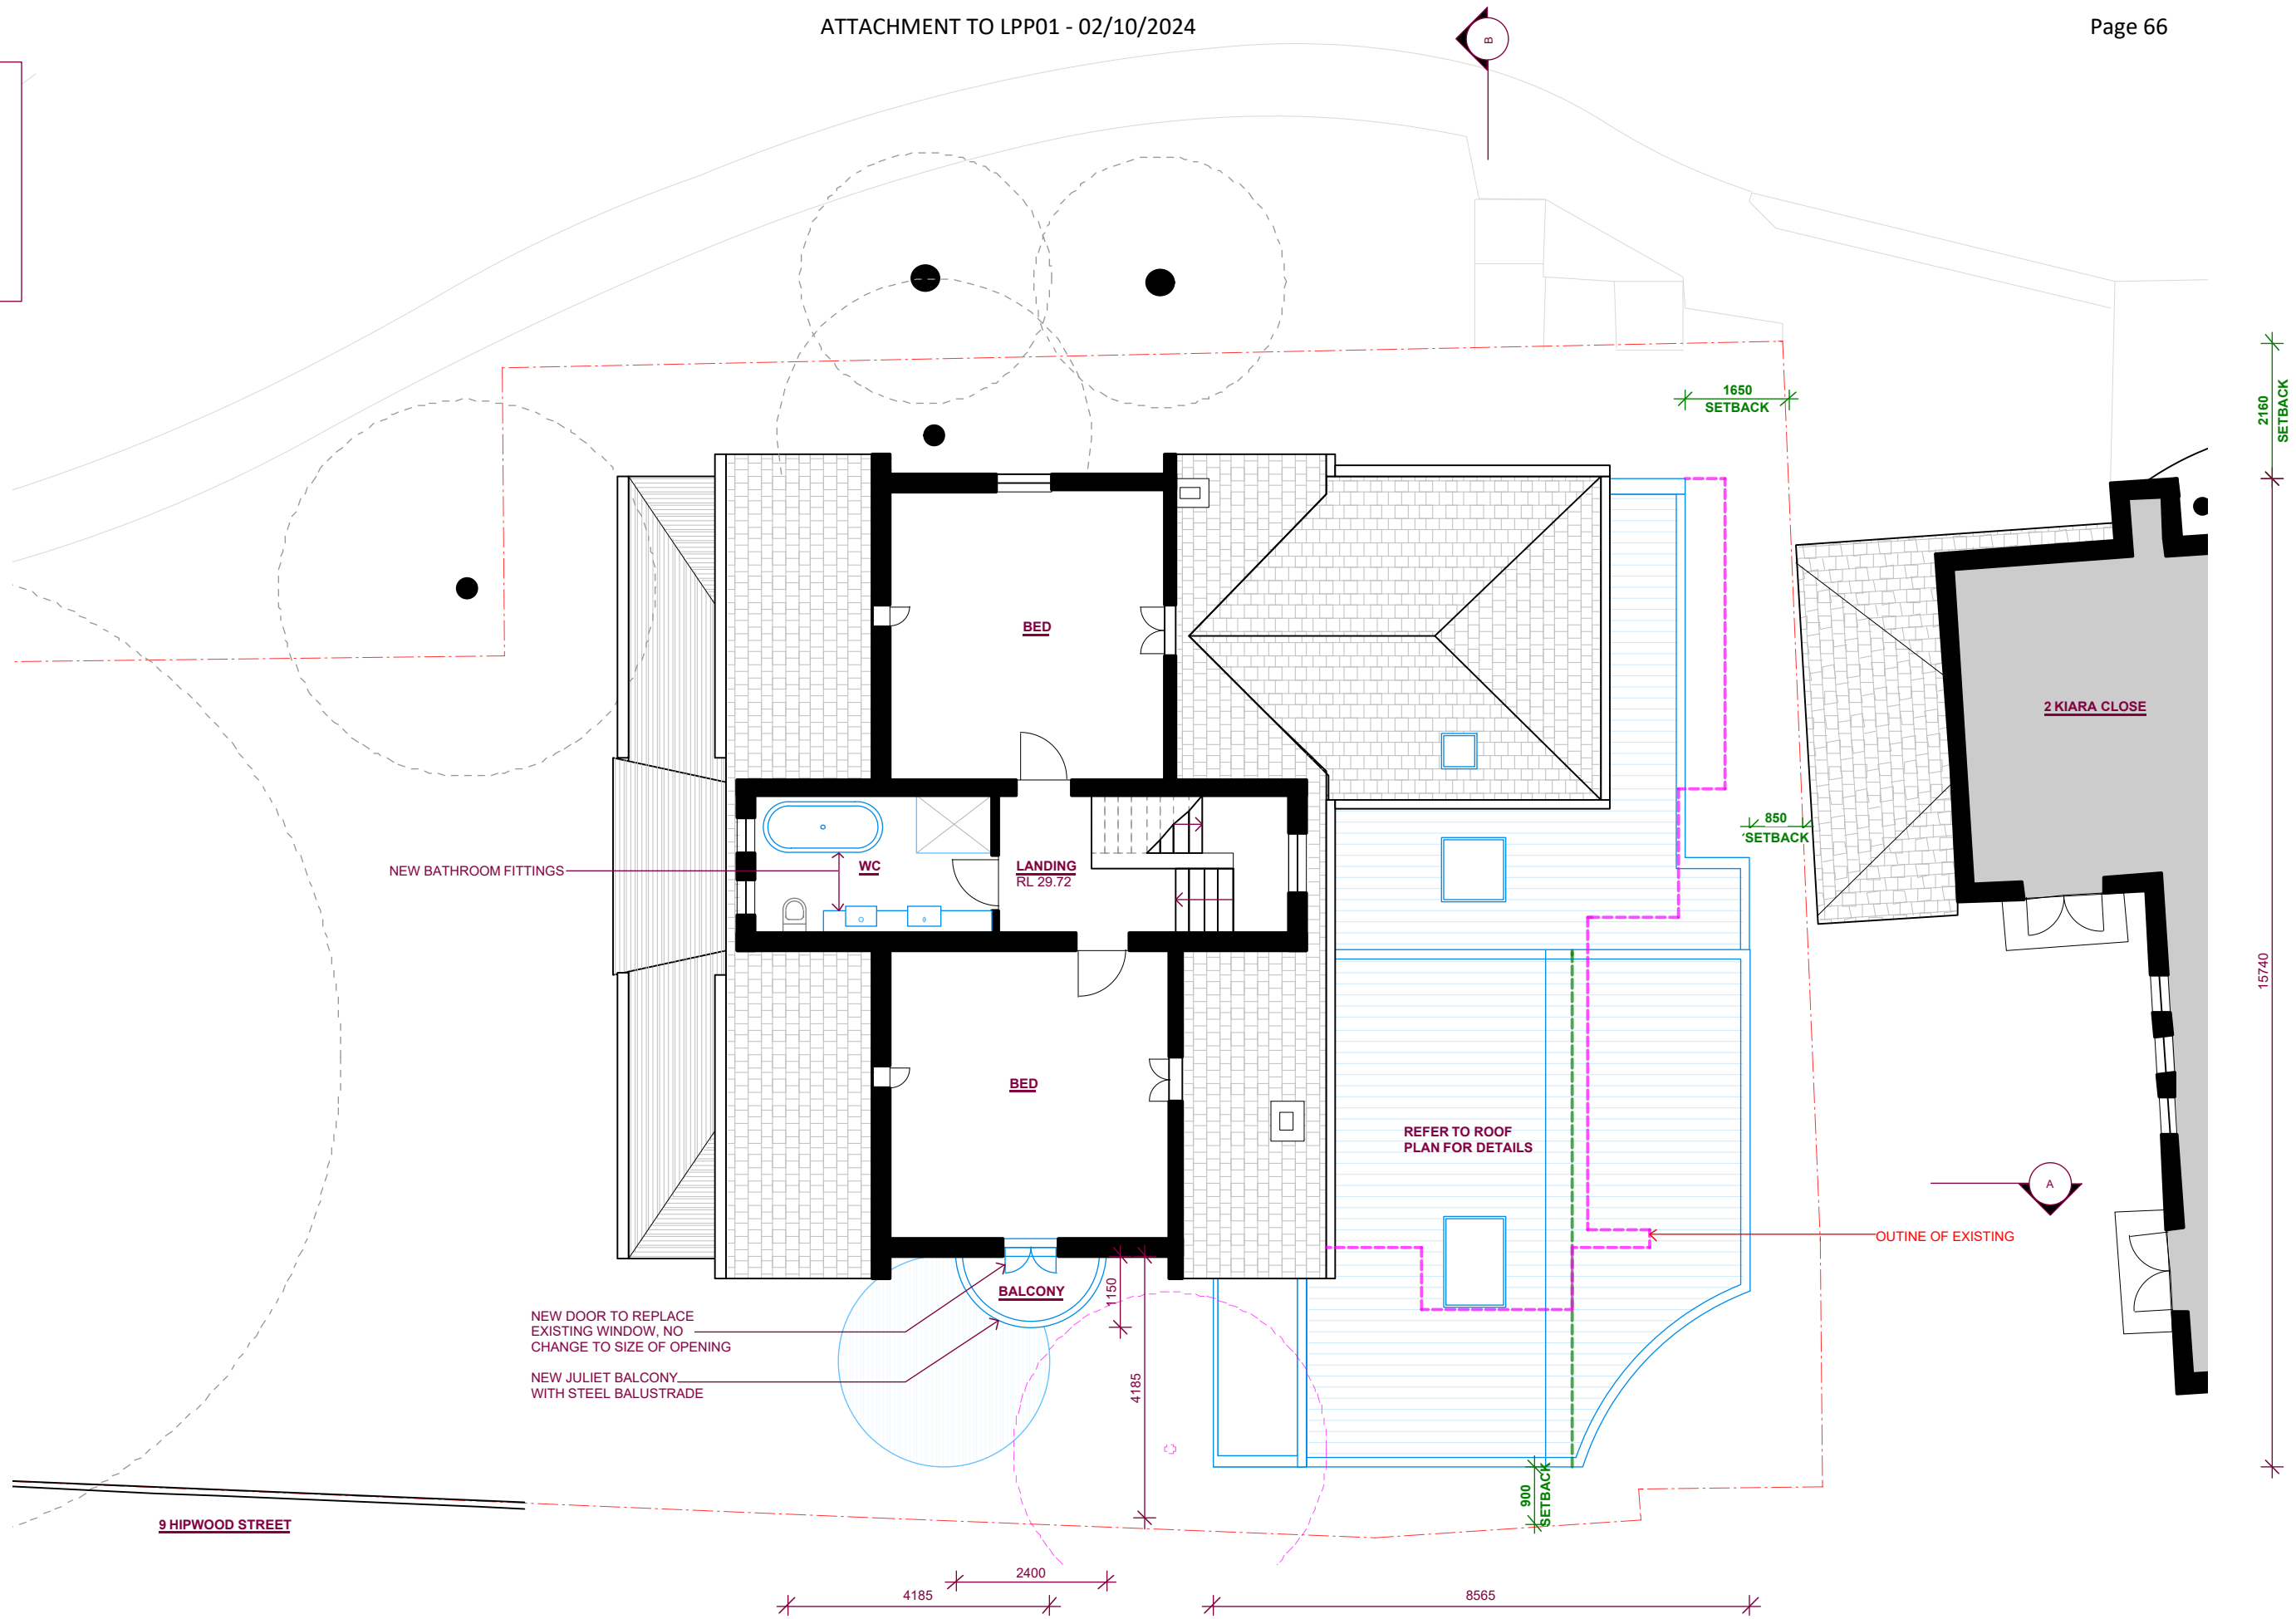 ATTACHMENT TO LPP01 - 02/10/2024
Page 66
B
1650
SETBACK
2160
SETBACK
BED
2 KIARA CLOSE
850
SETBACK
NEW BATHROOM FITTINGS
WC
LANDING
RL 29.72
15740
BED
REFER TO ROOF
PLAN FOR DETAILS
A
OUTINE OF EXISTING
BALCONY
1150
NEW DOOR TO REPLACE
EXISTING WINDOW, NO
CHANGE TO SIZE OF OPENING
NEW JULIET BALCONY
WITH STEEL BALUSTRADE
4185
900
SETBACK
9 HIPWOOD STREET
2400
4185
8565